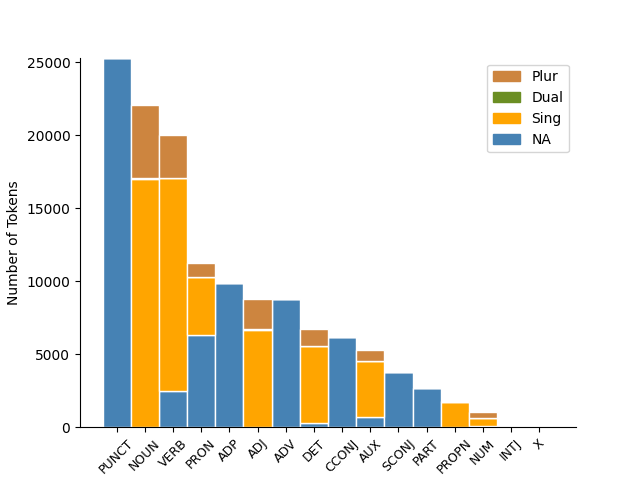 25000
20000
15000
10000
5000
0
Number of Tokens
Plur
Dual
Sing
NA
PUNCT
NOUN
VERB
PRON
ADP
ADJ
ADV
DET
CCONJ
AUX
SCONJ
PART
PROPN
NUM
INTJ
X